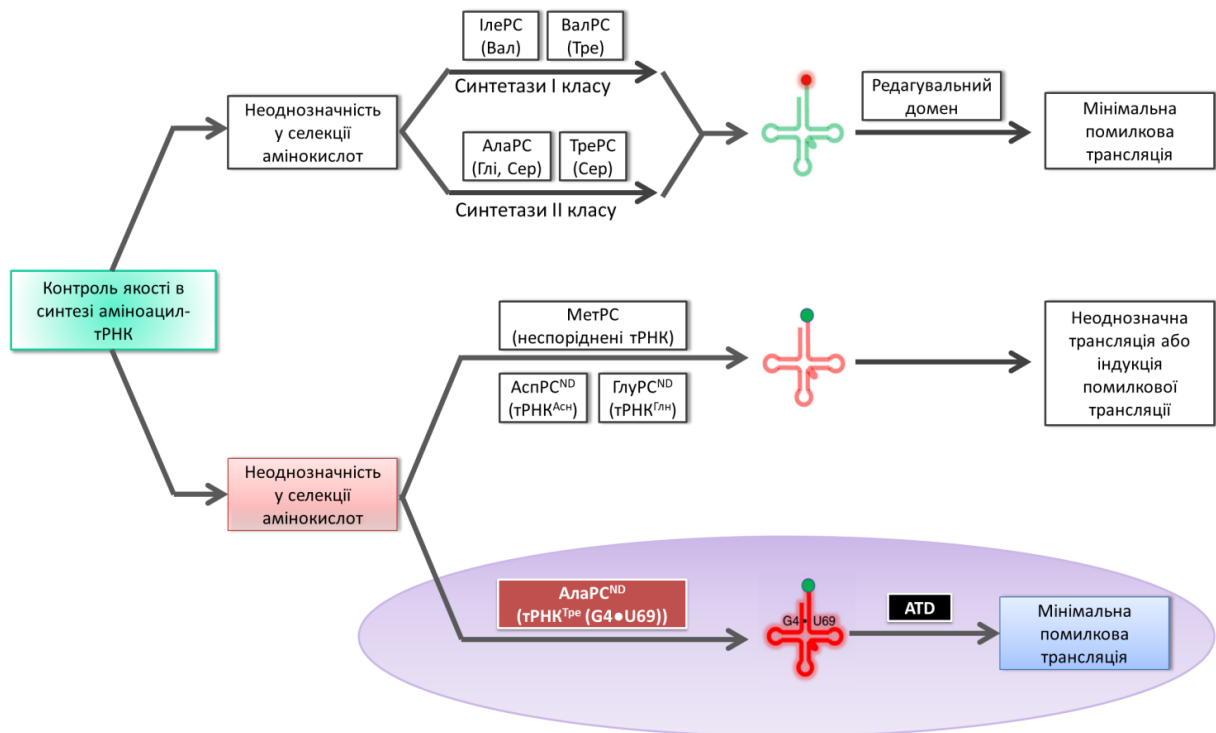 ІлеРС
(Вал)
ВалРС
(Тре)
Синтетази І класу
Неоднозначність
у селекції
амінокислот
АлаРС
(Глі, Сер)
ТреРС
(Сер)
Синтетази ІІ класу
Редагувальний
домен
Мінімальна
помилкова
трансляція
Контроль якості в
синтезі аміноацил-
тРНК
МетРС
(неспоріднені тРНК)
АспРС^ND
(тРНК^Асн)
ГлуРС^ND
(тРНК^Глн)
Неоднозначна
трансляція або
індукція
помилкової
трансляції
Неоднозначність
у селекції
амінокислот
АлаРС^ND
(тРНК^Тре (G4●U69))
G4 • U69
ATD
Мінімальна
помилкова
трансляція